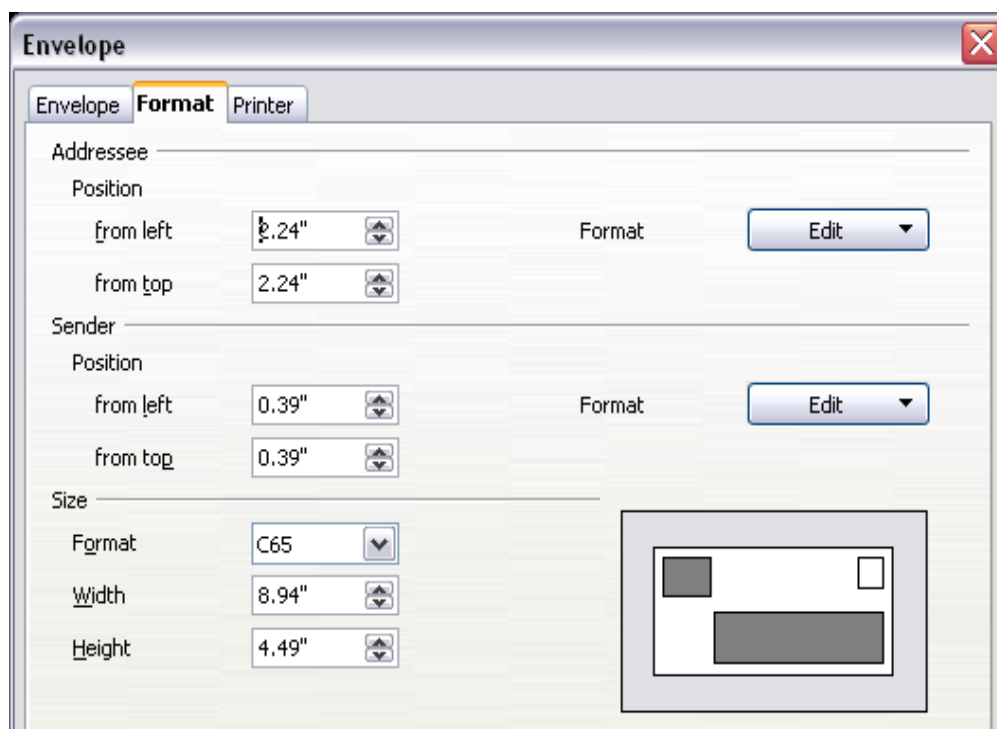 Envelope
Envelope Format Printer
Addressee
Position
from left 2.24" Format Edit
from top 2.24"
Sender
Position
from left 0.39" Format Edit
from top 0.39"
Size
Format C65
Width 8.94"
Height 4.49"